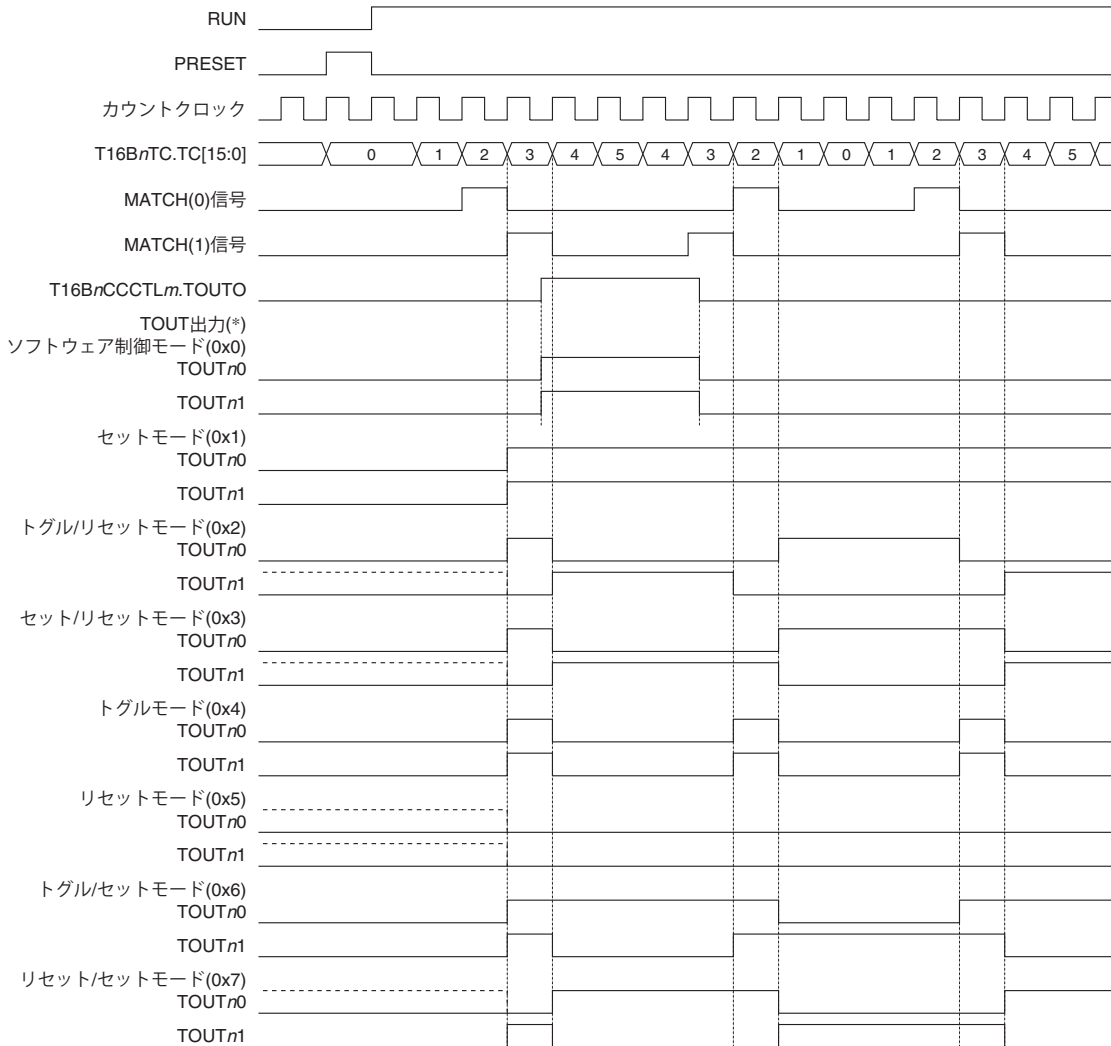 RUN
PRESET
カウントクロック
T16BnTC.TC[15:0] 0 1 2 3 4 5 4 3 2 1 0 1 2 3 4 5
MATCH(0)信号
MATCH(1)信号
T16BnCCCTLm.TOUTO
TOUT出力(*)
ソフトウェア制御モード(0x0)
TOUTn0
TOUTn1
セットモード(0x1)
TOUTn0
TOUTn1
トグル/リセットモード(0x2)
TOUTn0
TOUTn1
セット/リセットモード(0x3)
TOUTn0
TOUTn1
トグルモード(0x4)
TOUTn0
TOUTn1
リセットモード(0x5)
TOUTn0
TOUTn1
トグル/セットモード(0x6)
TOUTn0
TOUTn1
リセット/セットモード(0x7)
TOUTn0
TOUTn1